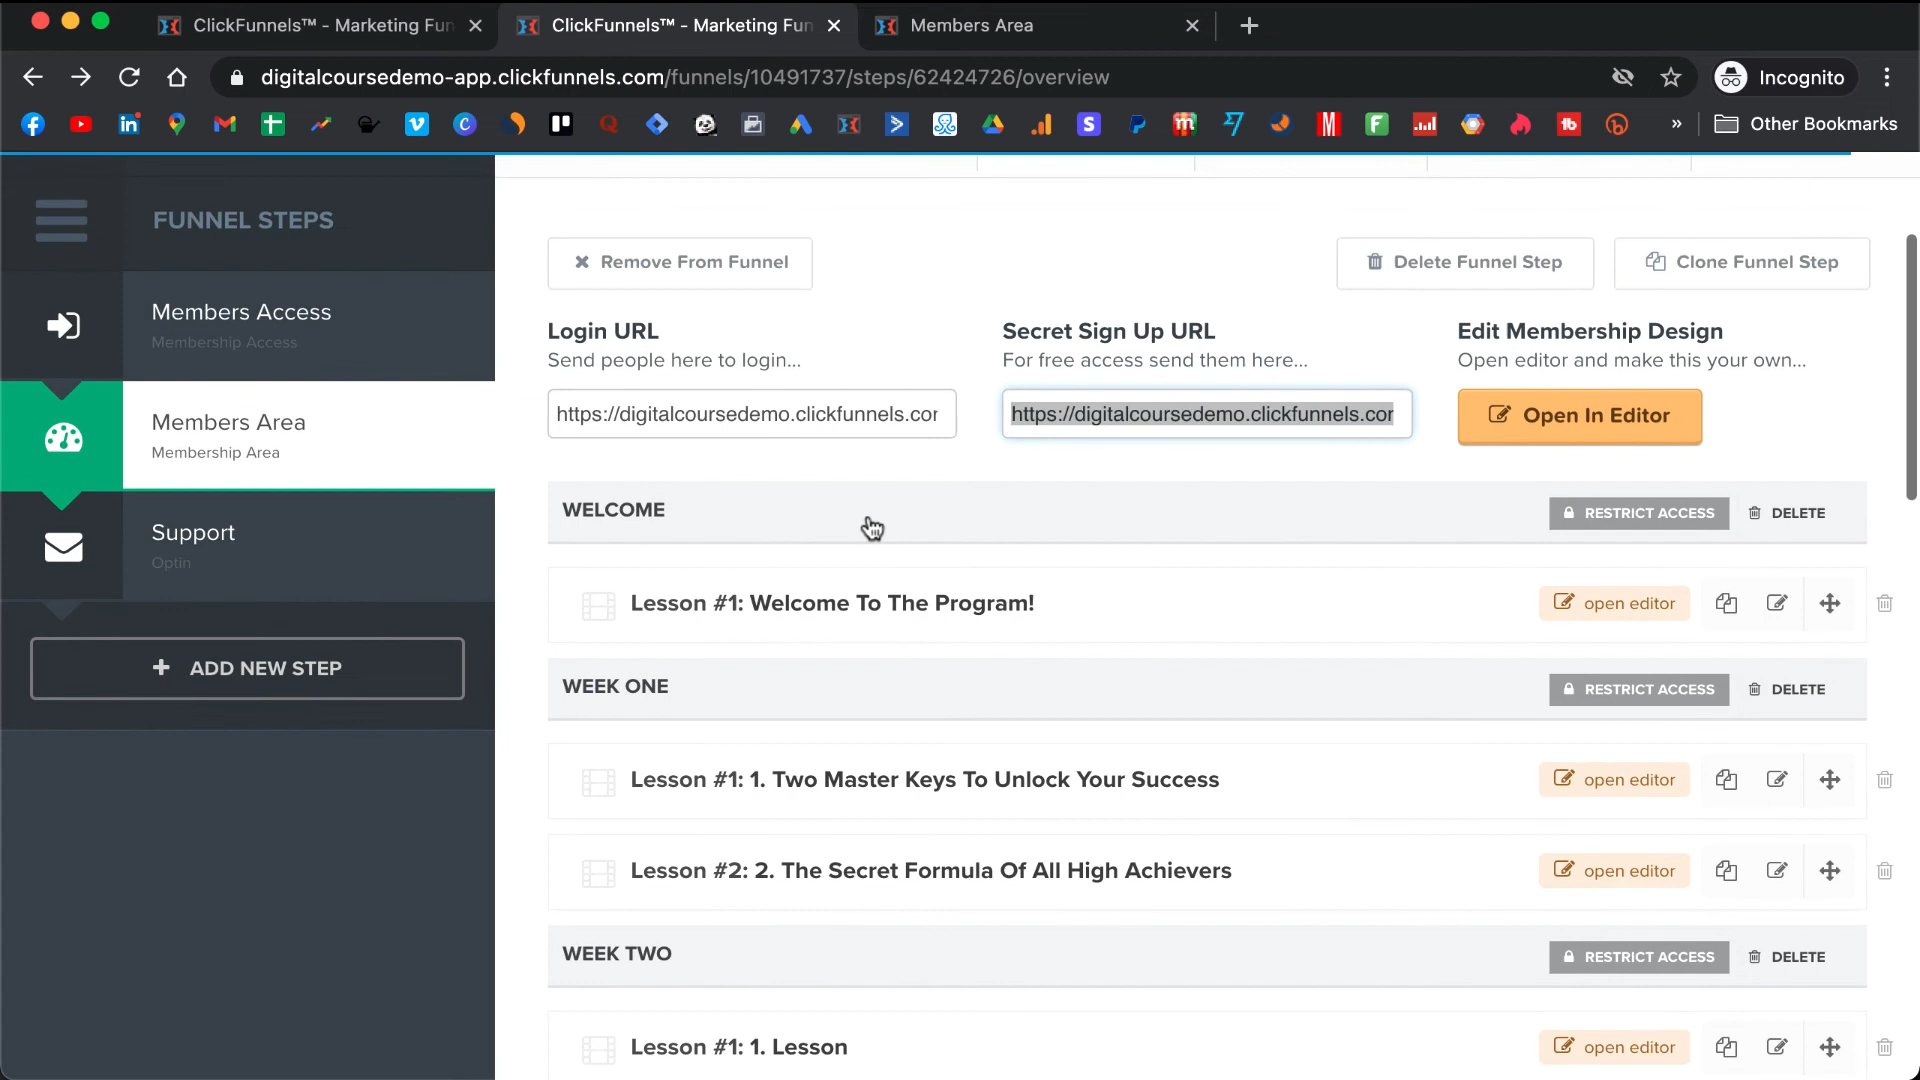 ClickFunnels™ - Marketing Fun
ClickFunnels™ - Marketing Fun
Members Area
digitalcoursedemo-app.clickfunnels.com/funnels/10491737/steps/62424726/overview
Incognito
Other Bookmarks
FUNNEL STEPS
Members Access
Membership Access
Members Area
Membership Area
Support
Optin
ADD NEW STEP
Remove From Funnel
Delete Funnel Step
Clone Funnel Step
Login URL
Send people here to login...
https://digitalcoursedemo.clickfunnels.cor
Secret Sign Up URL
For free access send them here...
https://digitalcoursedemo.clickfunnels.cor
Edit Membership Design
Open editor and make this your own...
Open In Editor
WELCOME
RESTRICT ACCESS
DELETE
Lesson #1: Welcome To The Program!
open editor
WEEK ONE
RESTRICT ACCESS
DELETE
Lesson #1: 1. Two Master Keys To Unlock Your Success
open editor
Lesson #2: 2. The Secret Formula Of All High Achievers
open editor
WEEK TWO
RESTRICT ACCESS
DELETE
Lesson #1: 1. Lesson
open editor